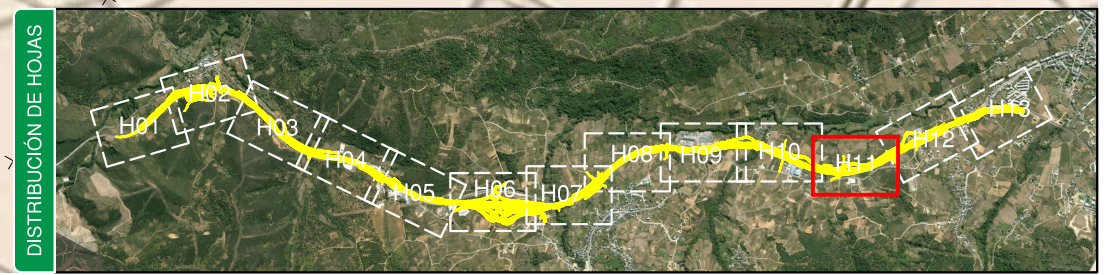 DISTRIBUCIÓN DE HOJAS
H01
H02
H03
H04
H05
H06
H07
H08
H09
H10
H11
H12
H13